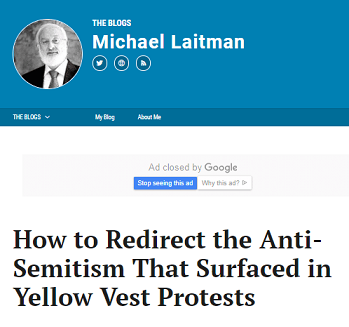 THE BLOGS
Michael Laitman
THE BLOGS My Blog About Me
Ad closed by Google
Stop seeing this ad Why this ad?
How to Redirect the Anti-
Semitism That Surfaced in
Yellow Vest Protests